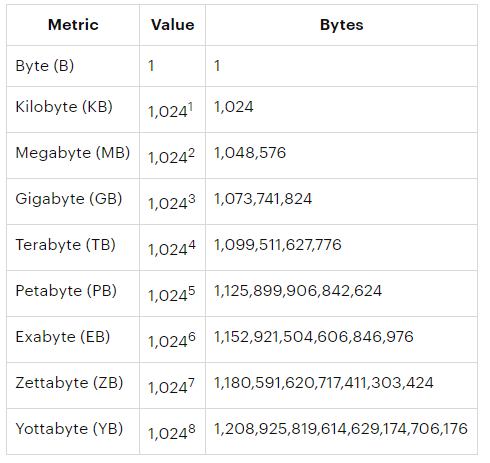 Metric Value Bytes
Byte (B) 1 1
Kilobyte (KB) 1,024¹ 1,024
Megabyte (MB) 1,024² 1,048,576
Gigabyte (GB) 1,024³ 1,073,741,824
Terabyte (TB) 1,024⁴ 1,099,511,627,776
Petabyte (PB) 1,024⁵ 1,125,899,906,842,624
Exabyte (EB) 1,024⁶ 1,152,921,504,606,846,976
Zettabyte (ZB) 1,024⁷ 1,180,591,620,717,411,303,424
Yottabyte (YB) 1,024⁸ 1,208,925,819,614,629,174,706,176